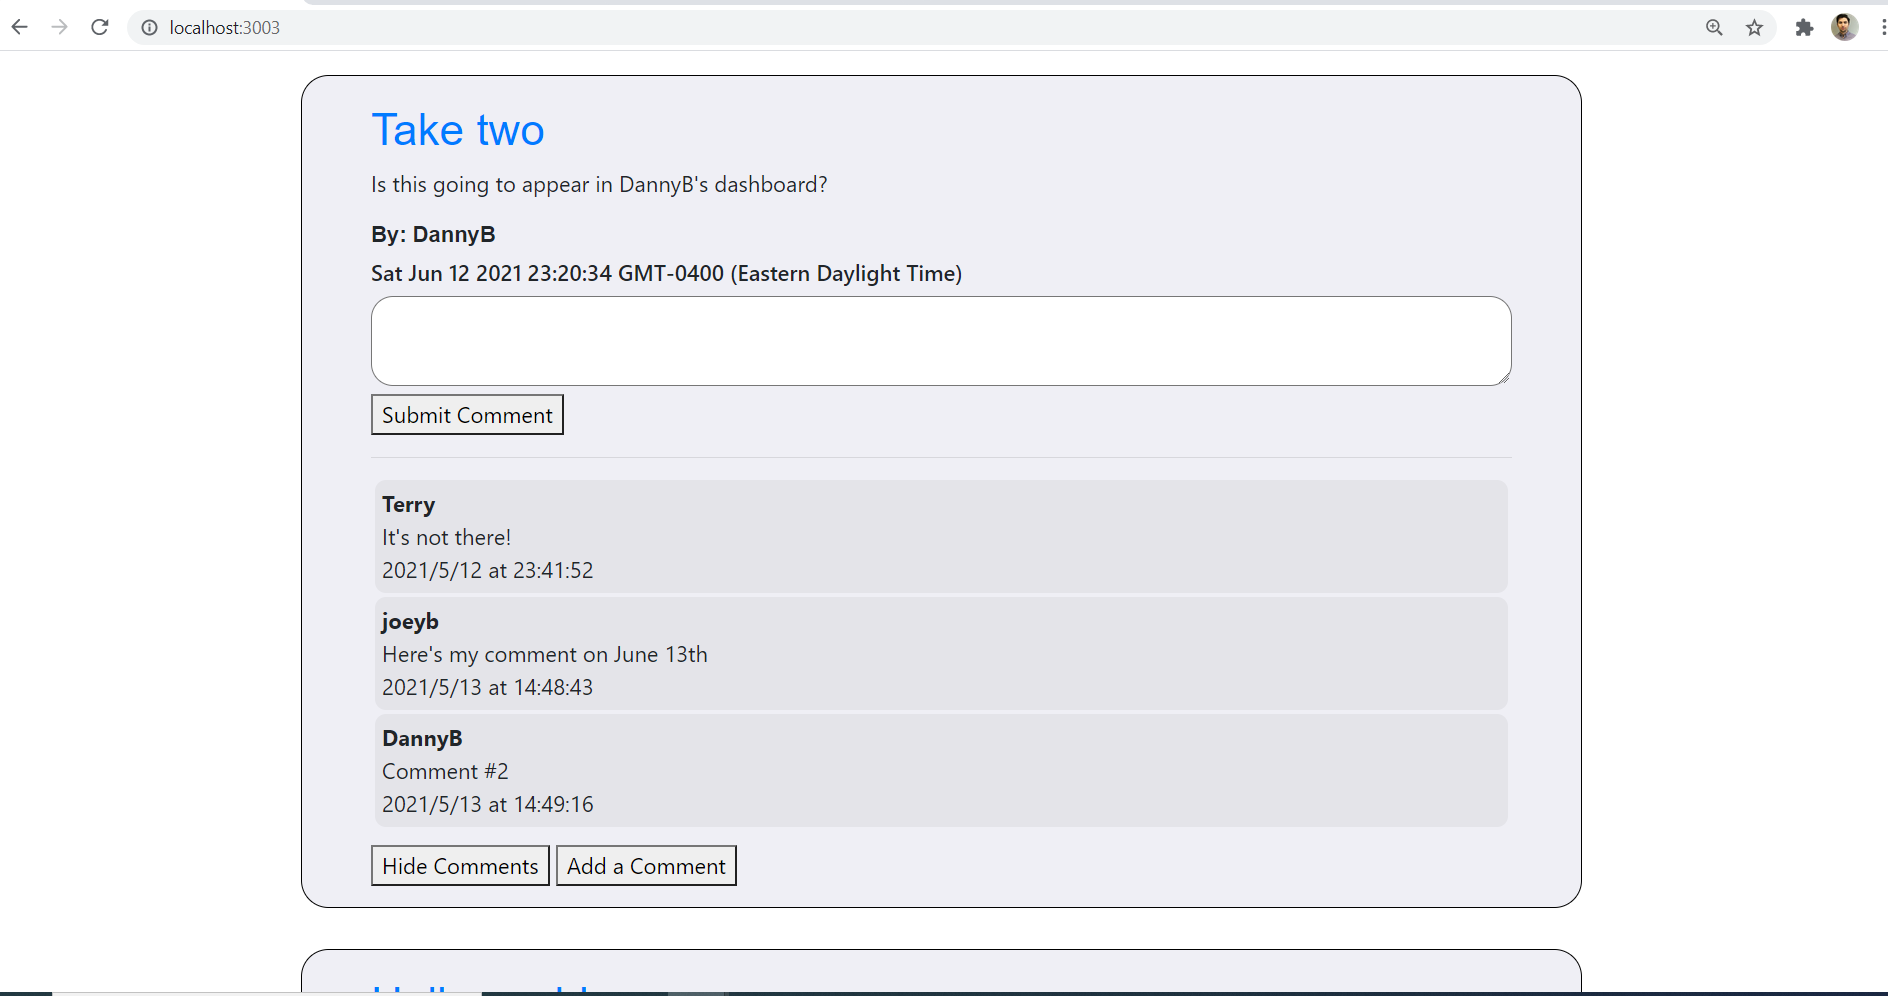 localhost:3003
Take two
Is this going to appear in DannyB's dashboard?
By: DannyB
Sat Jun 12 2021 23:20:34 GMT-0400 (Eastern Daylight Time)
Submit Comment
Terry
It's not there!
2021/5/12 at 23:41:52
joeyb
Here's my comment on June 13th
2021/5/13 at 14:48:43
DannyB
Comment #2
2021/5/13 at 14:49:16
Hide Comments Add a Comment